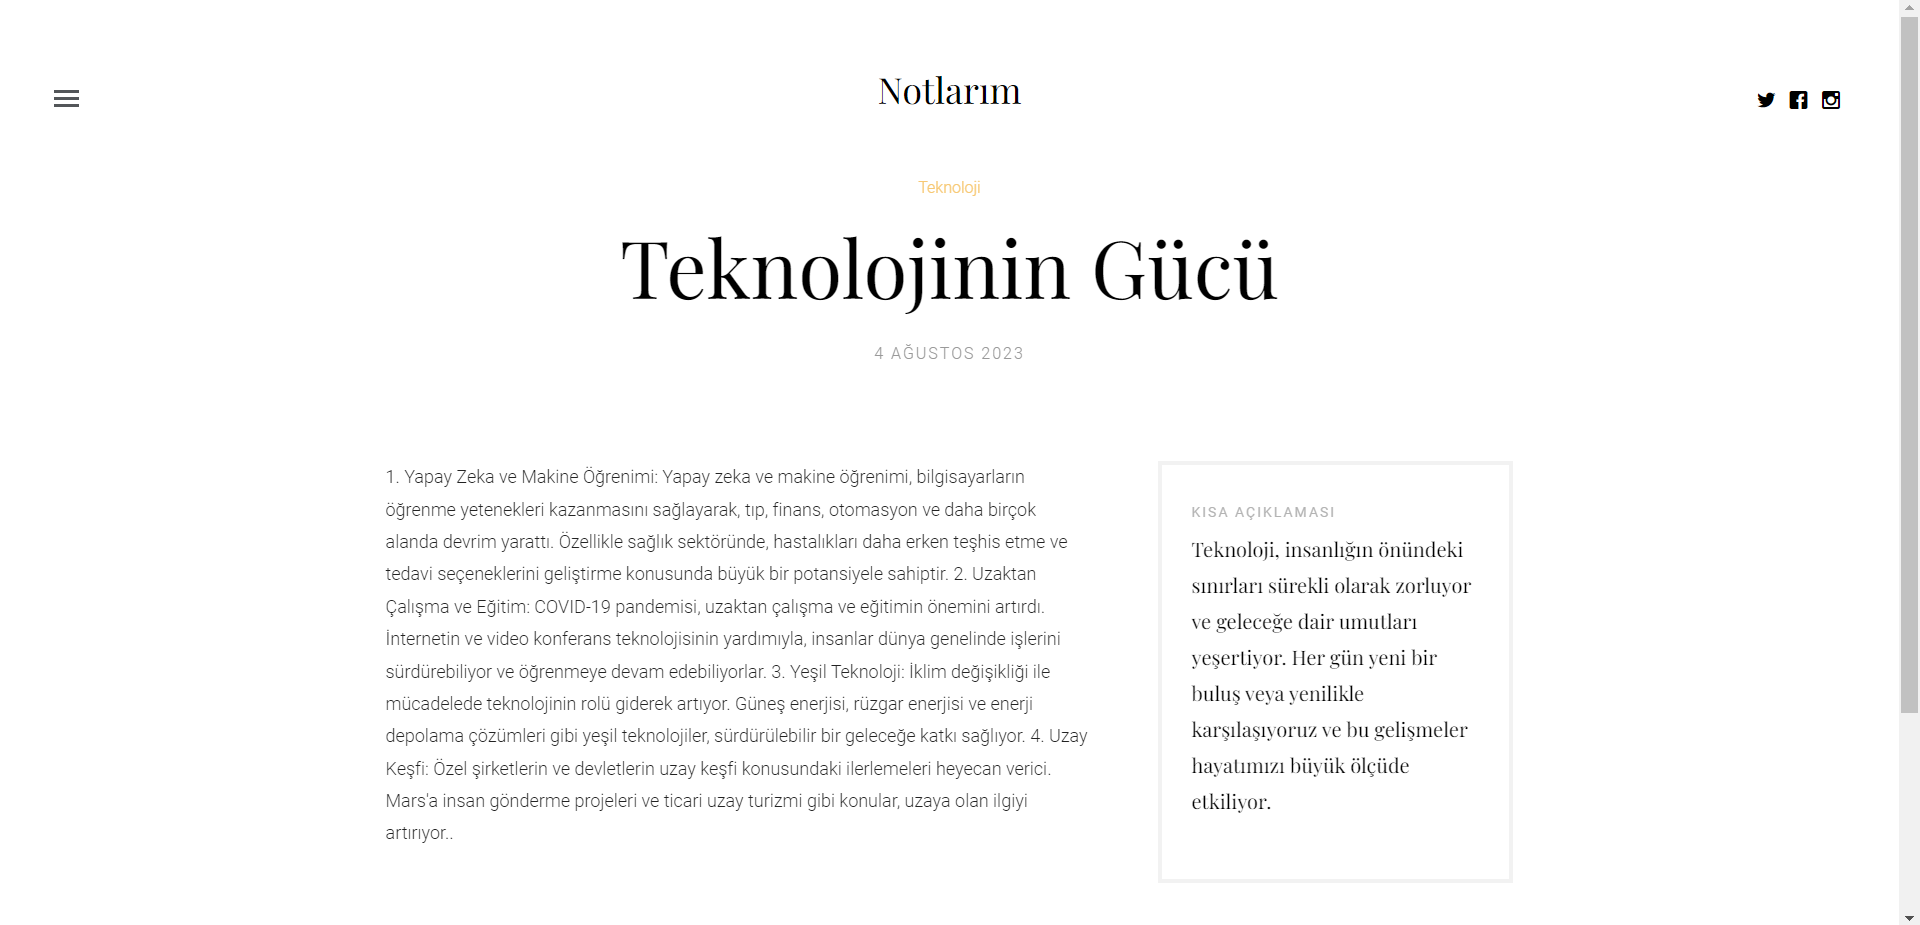 Notlarım
Teknoloji
Teknolojinin Gücü
4 AĞUSTOS 2023
1. Yapay Zeka ve Makine Öğrenimi: Yapay zeka ve makine öğrenimi, bilgisayarların
öğrenme yetenekleri kazanmasını sağlayarak, tıp, finans, otomasyon ve daha birçok
alanda devrim yarattı. Özellikle sağlık sektöründe, hastalıkları daha erken teşhis etme ve
tedavi seçeneklerini geliştirme konusunda büyük bir potansiyele sahiptir. 2. Uzaktan
Çalışma ve Eğitim: COVID-19 pandemisi, uzaktan çalışma ve eğitimin önemini artırdı.
İnternetin ve video konferans teknolojisinin yardımıyla, insanlar dünya genelinde işlerini
sürdürebiliyor ve öğrenmeye devam edebiliyorlar. 3. Yeşil Teknoloji: İklim değişikliği ile
mücadelede teknolojinin rolü giderek artıyor. Güneş enerjisi, rüzgar enerjisi ve enerji
depolama çözümleri gibi yeşil teknolojiler, sürdürülebilir bir geleceğe katkı sağlıyor. 4. Uzay
Keşfi: Özel şirketlerin ve devletlerin uzay keşfi konusundaki ilerlemeleri heyecan verici.
Mars'a insan gönderme projeleri ve ticari uzay turizmi gibi konular, uzaya olan ilgiyi
artırıyor..
KISA AÇIKLAMASI
Teknoloji, insanlığın önündeki
sınırları sürekli olarak zorluyor
ve geleceğe dair umutları
yeşertiyor. Her gün yeni bir
buluş veya yenilikle
karşılaşıyoruz ve bu gelişmeler
hayatımızı büyük ölçüde
etkiliyor.